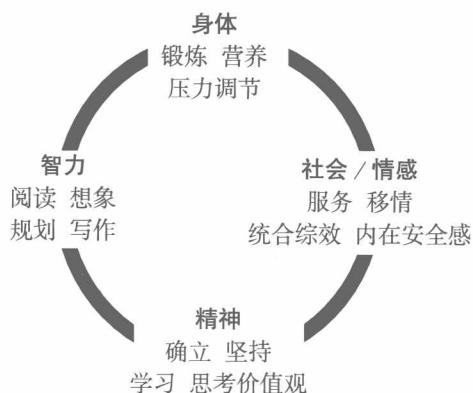 身体
锻炼 营养
压力调节
智力
阅读 想象
规划 写作
社会 / 情感
服务 移情
统合综效 内在安全感
精神
确立 坚持
学习 思考价值观